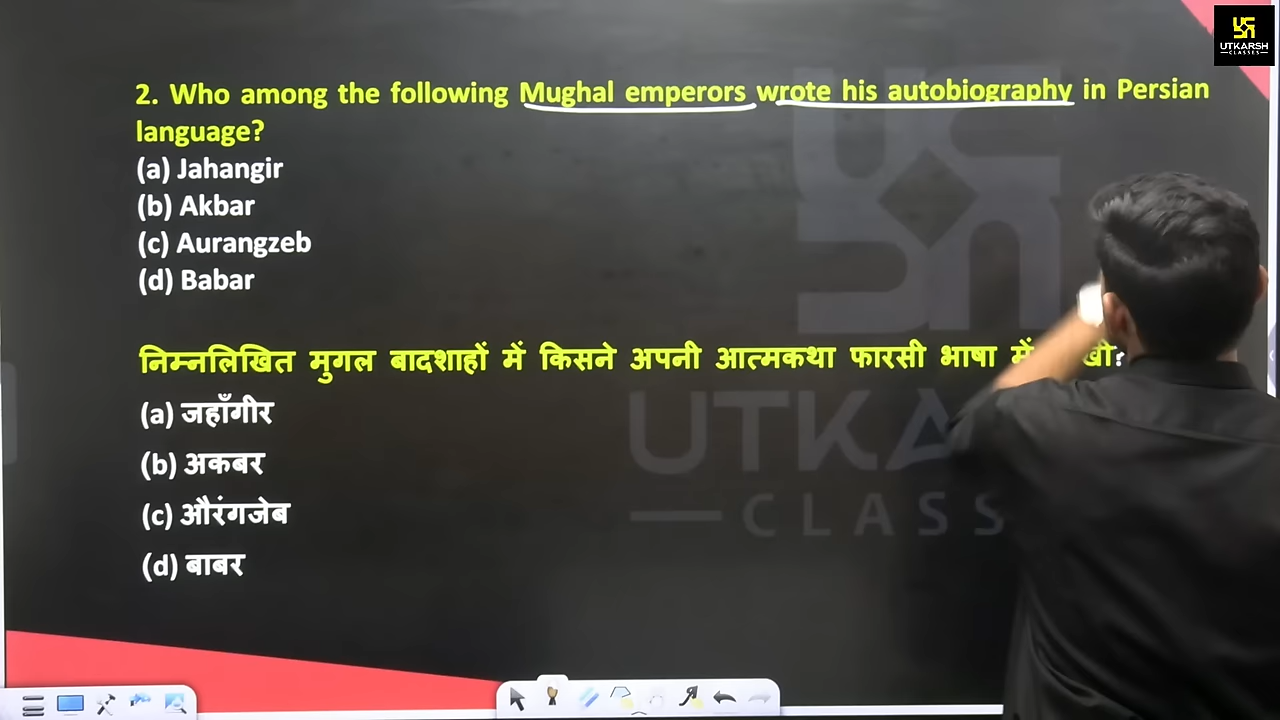 UTKARSH
CLASSES
2. Who among the following Mughal emperors wrote his autobiography in Persian
language?
(a) Jahangir
(b) Akbar
(c) Aurangzeb
(d) Babar
निम्नलिखित मुगल बादशाहों में किसने अपनी आत्मकथा फारसी भाषा में
(a) जहाँगीर
(b) अकबर
(c) औरंगजेब
(d) बाबर